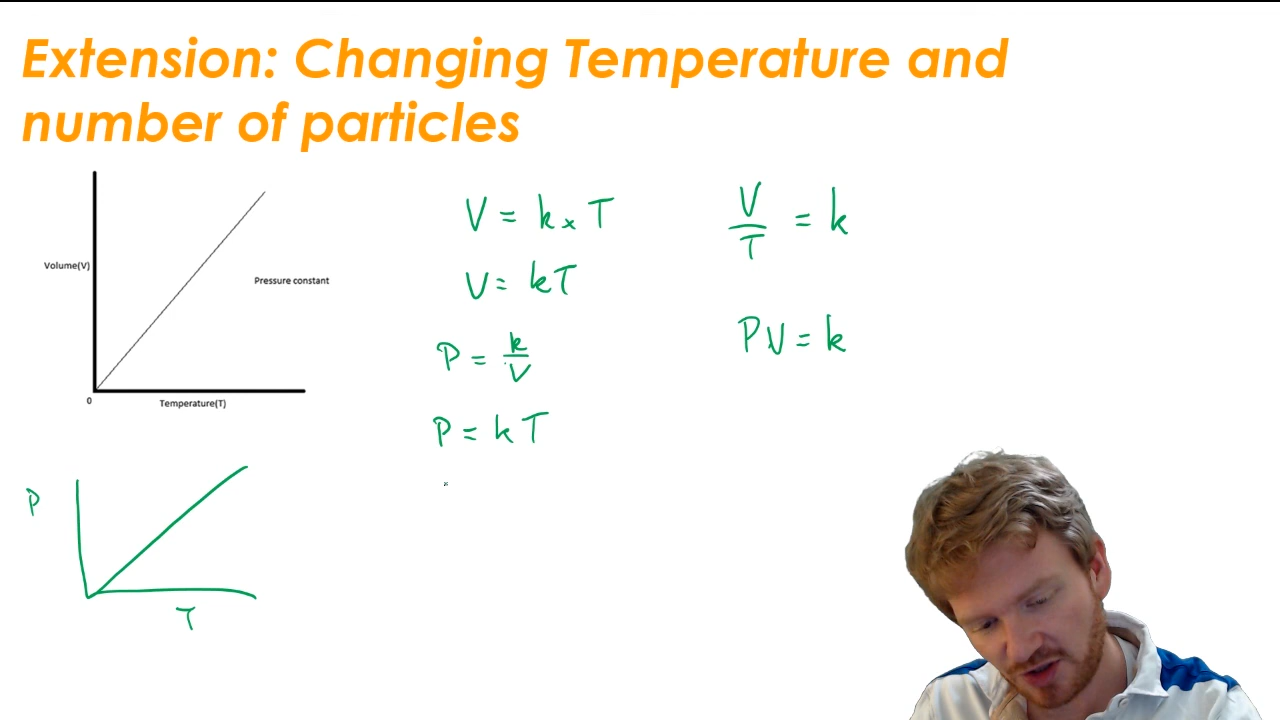 Extension: Changing Temperature and
number of particles
Volume(V)
Pressure constant
0
Temperature(T)
V = k x T
V = kT
P = k/V
P = kT
V/T = k
PV = k
P
T